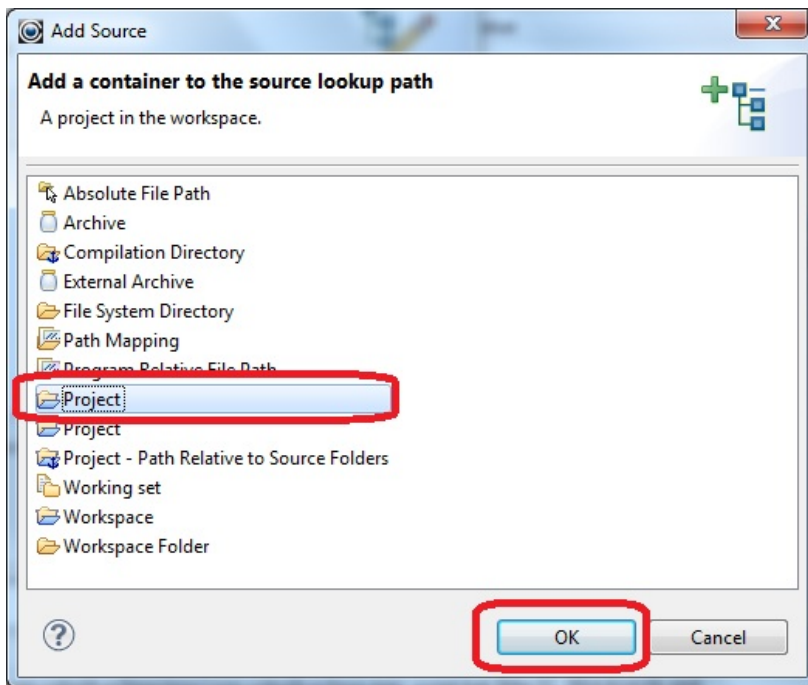 Add Source
Add a container to the source lookup path
A project in the workspace.
Absolute File Path
Archive
Compilation Directory
External Archive
File System Directory
Path Mapping
Program Relative File Path
Project
Project
Project - Path Relative to Source Folders
Working set
Workspace
Workspace Folder
?
OK
Cancel